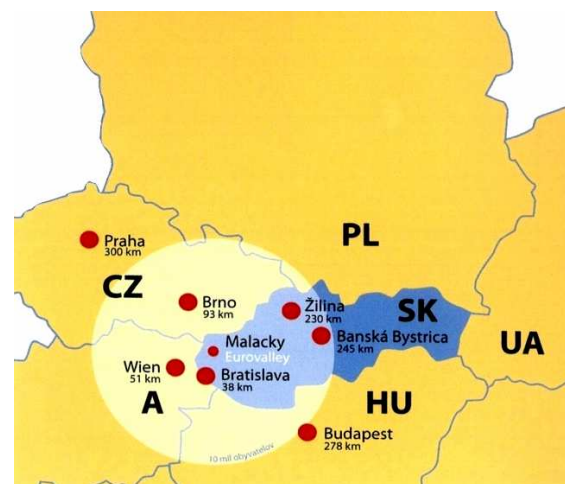 PL
Praha
300 km
CZ
Brno
93 km
Žilina
230 km
SK
Banská Bystrica
245 km
UA
Malacky
Eurovalley
Wien
51 km
Bratislava
38 km
A
HU
Budapest
278 km
10 mil obyvateľov